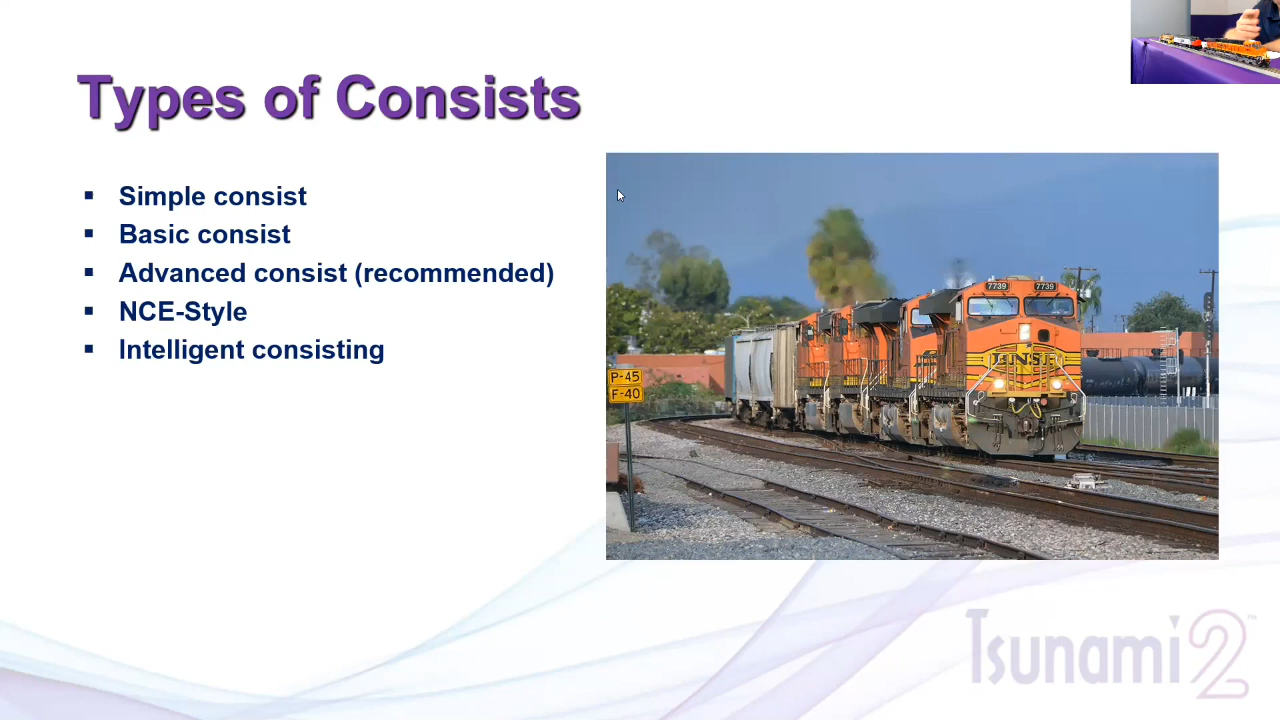 Types of Consists
Simple consist
Basic consist
Advanced consist (recommended)
NCE-Style
Intelligent consisting
7739 7739
BNSF
P-45
F-40
Tsunami2™